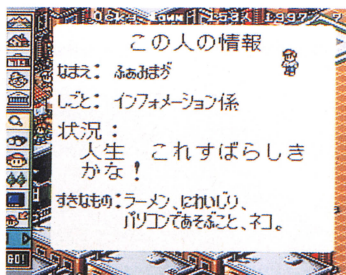 この人の情報
なまえ: ふぁみまガ
しごと: インフォメーション係
状況:
人生 これすばらしき
かな!
すきなもの:ラーメン、にわいじり、
パソコンであそぶこと、ネコ。
GO!